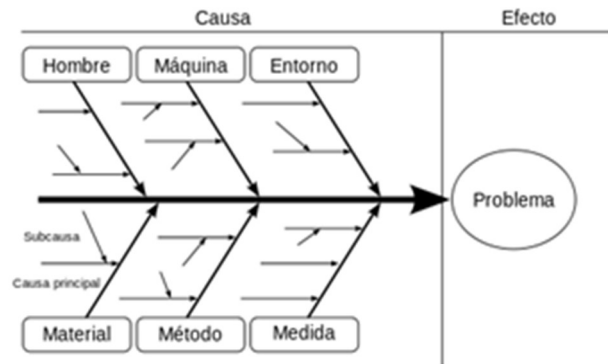 Causa
Efecto
Hombre
Máquina
Entorno
Problema
Subcausa
Causa principal
Material
Método
Medida